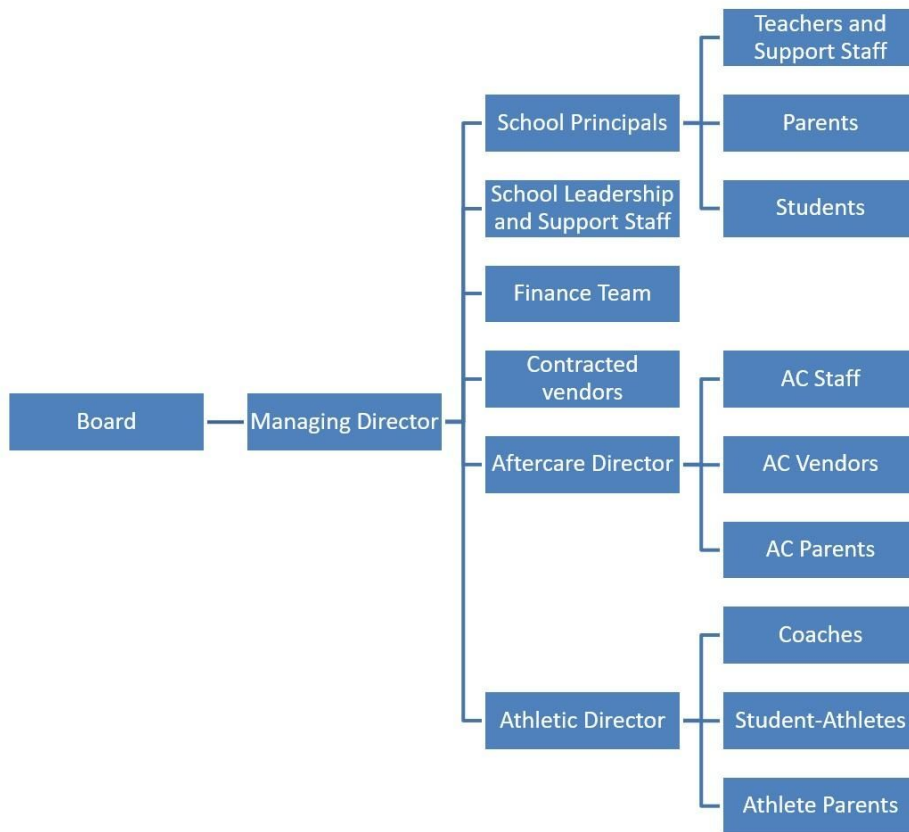 Board
Managing Director
School Principals
Teachers and
Support Staff
Parents
Students
School Leadership
and Support Staff
Finance Team
Contracted
vendors
Aftercare Director
AC Staff
AC Vendors
AC Parents
Athletic Director
Coaches
Student-Athletes
Athlete Parents